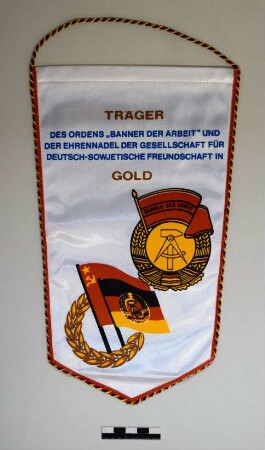 TRAGER
DES ORDENS „BANNER DER ARBEIT" UND
DER EHRENNADEL DER GESELLSCHAFT FÜR
DEUTSCH-SOWJETISCHE FREUNDSCHAFT IN
GOLD
BANNER DER ARBEIT